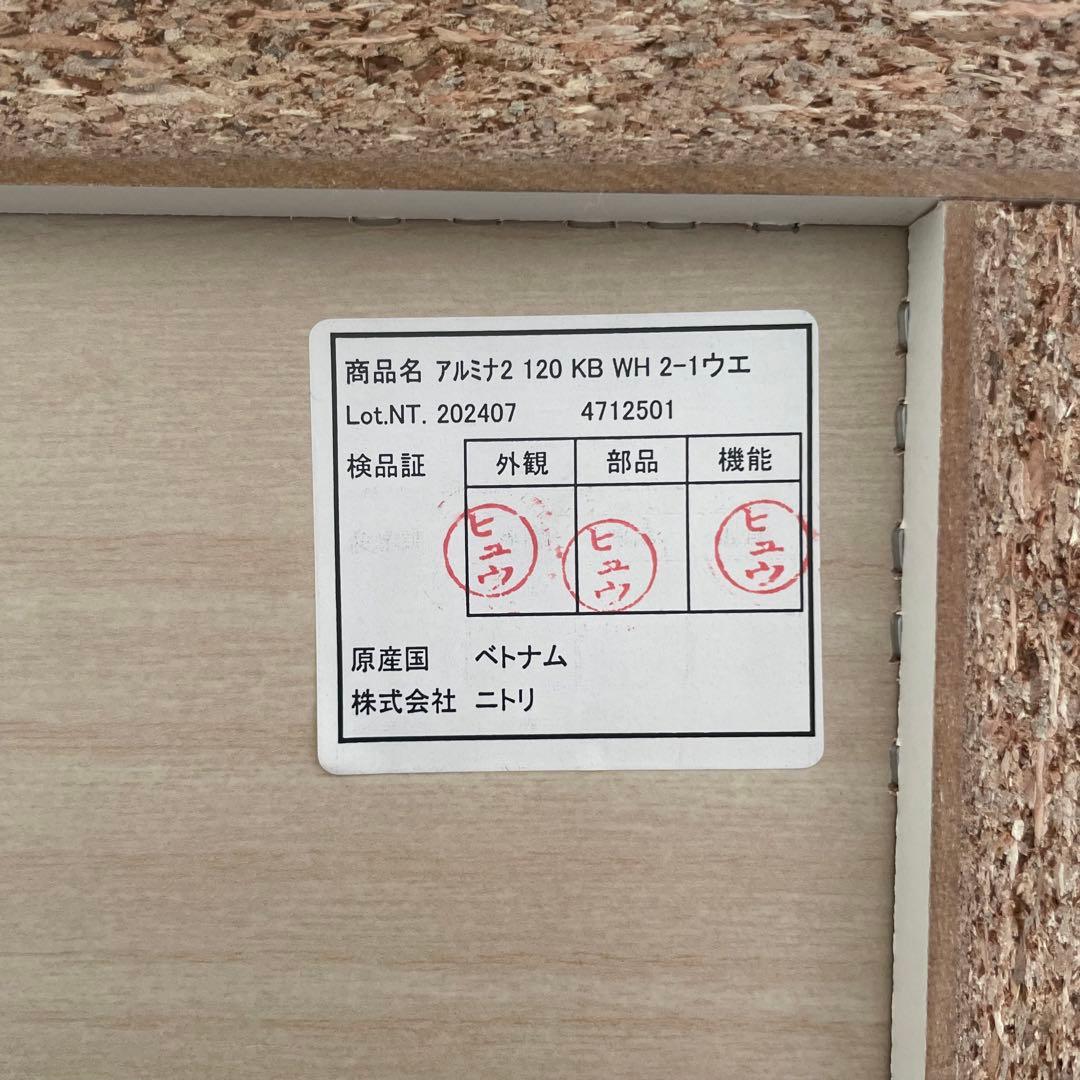 商品名 アルミナ2 120 KB WH 2-1ウエ
Lot.NT. 202407 4712501
検品証 外観 部品 機能
ヒュウ ヒュウ ヒュウ
原産国 ベトナム
株式会社 ニトリ